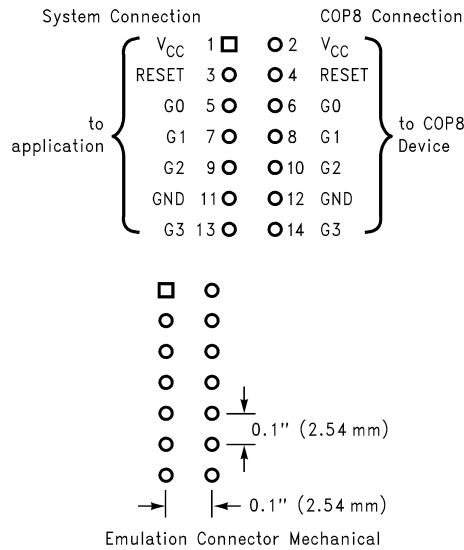 System Connection COP8 Connection
VCC 1 2 VCC
RESET 3 4 RESET
G0 5 6 G0
to application
G1 7 8 G1
to COP8 Device
G2 9 10 G2
GND 11 12 GND
G3 13 14 G3
0.1" (2.54 mm)
0.1" (2.54 mm)
Emulation Connector Mechanical